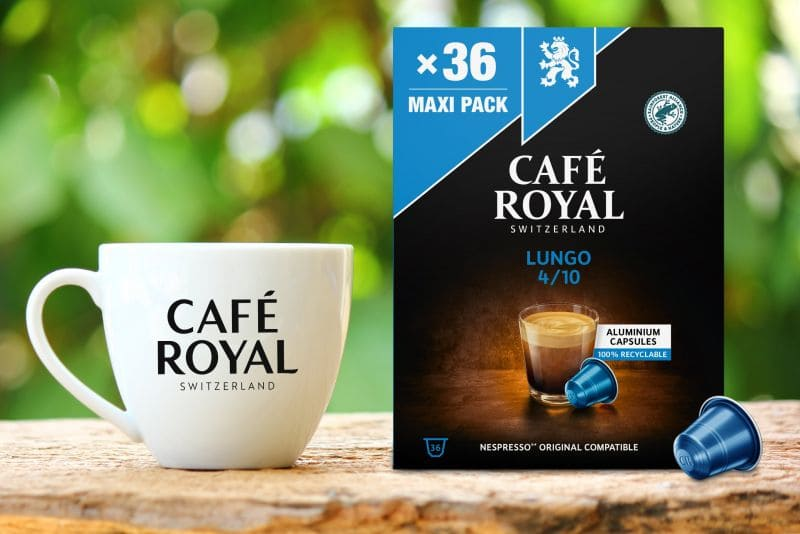 CAFÉ
ROYAL
SWITZERLAND
×36
MAXI PACK
CAFÉ
ROYAL
SWITZERLAND
LUNGO
4/10
ALUMINIUM
CAPSULES
100% RECYCLABLE
36
NESPRESSO** ORIGINAL COMPATIBLE